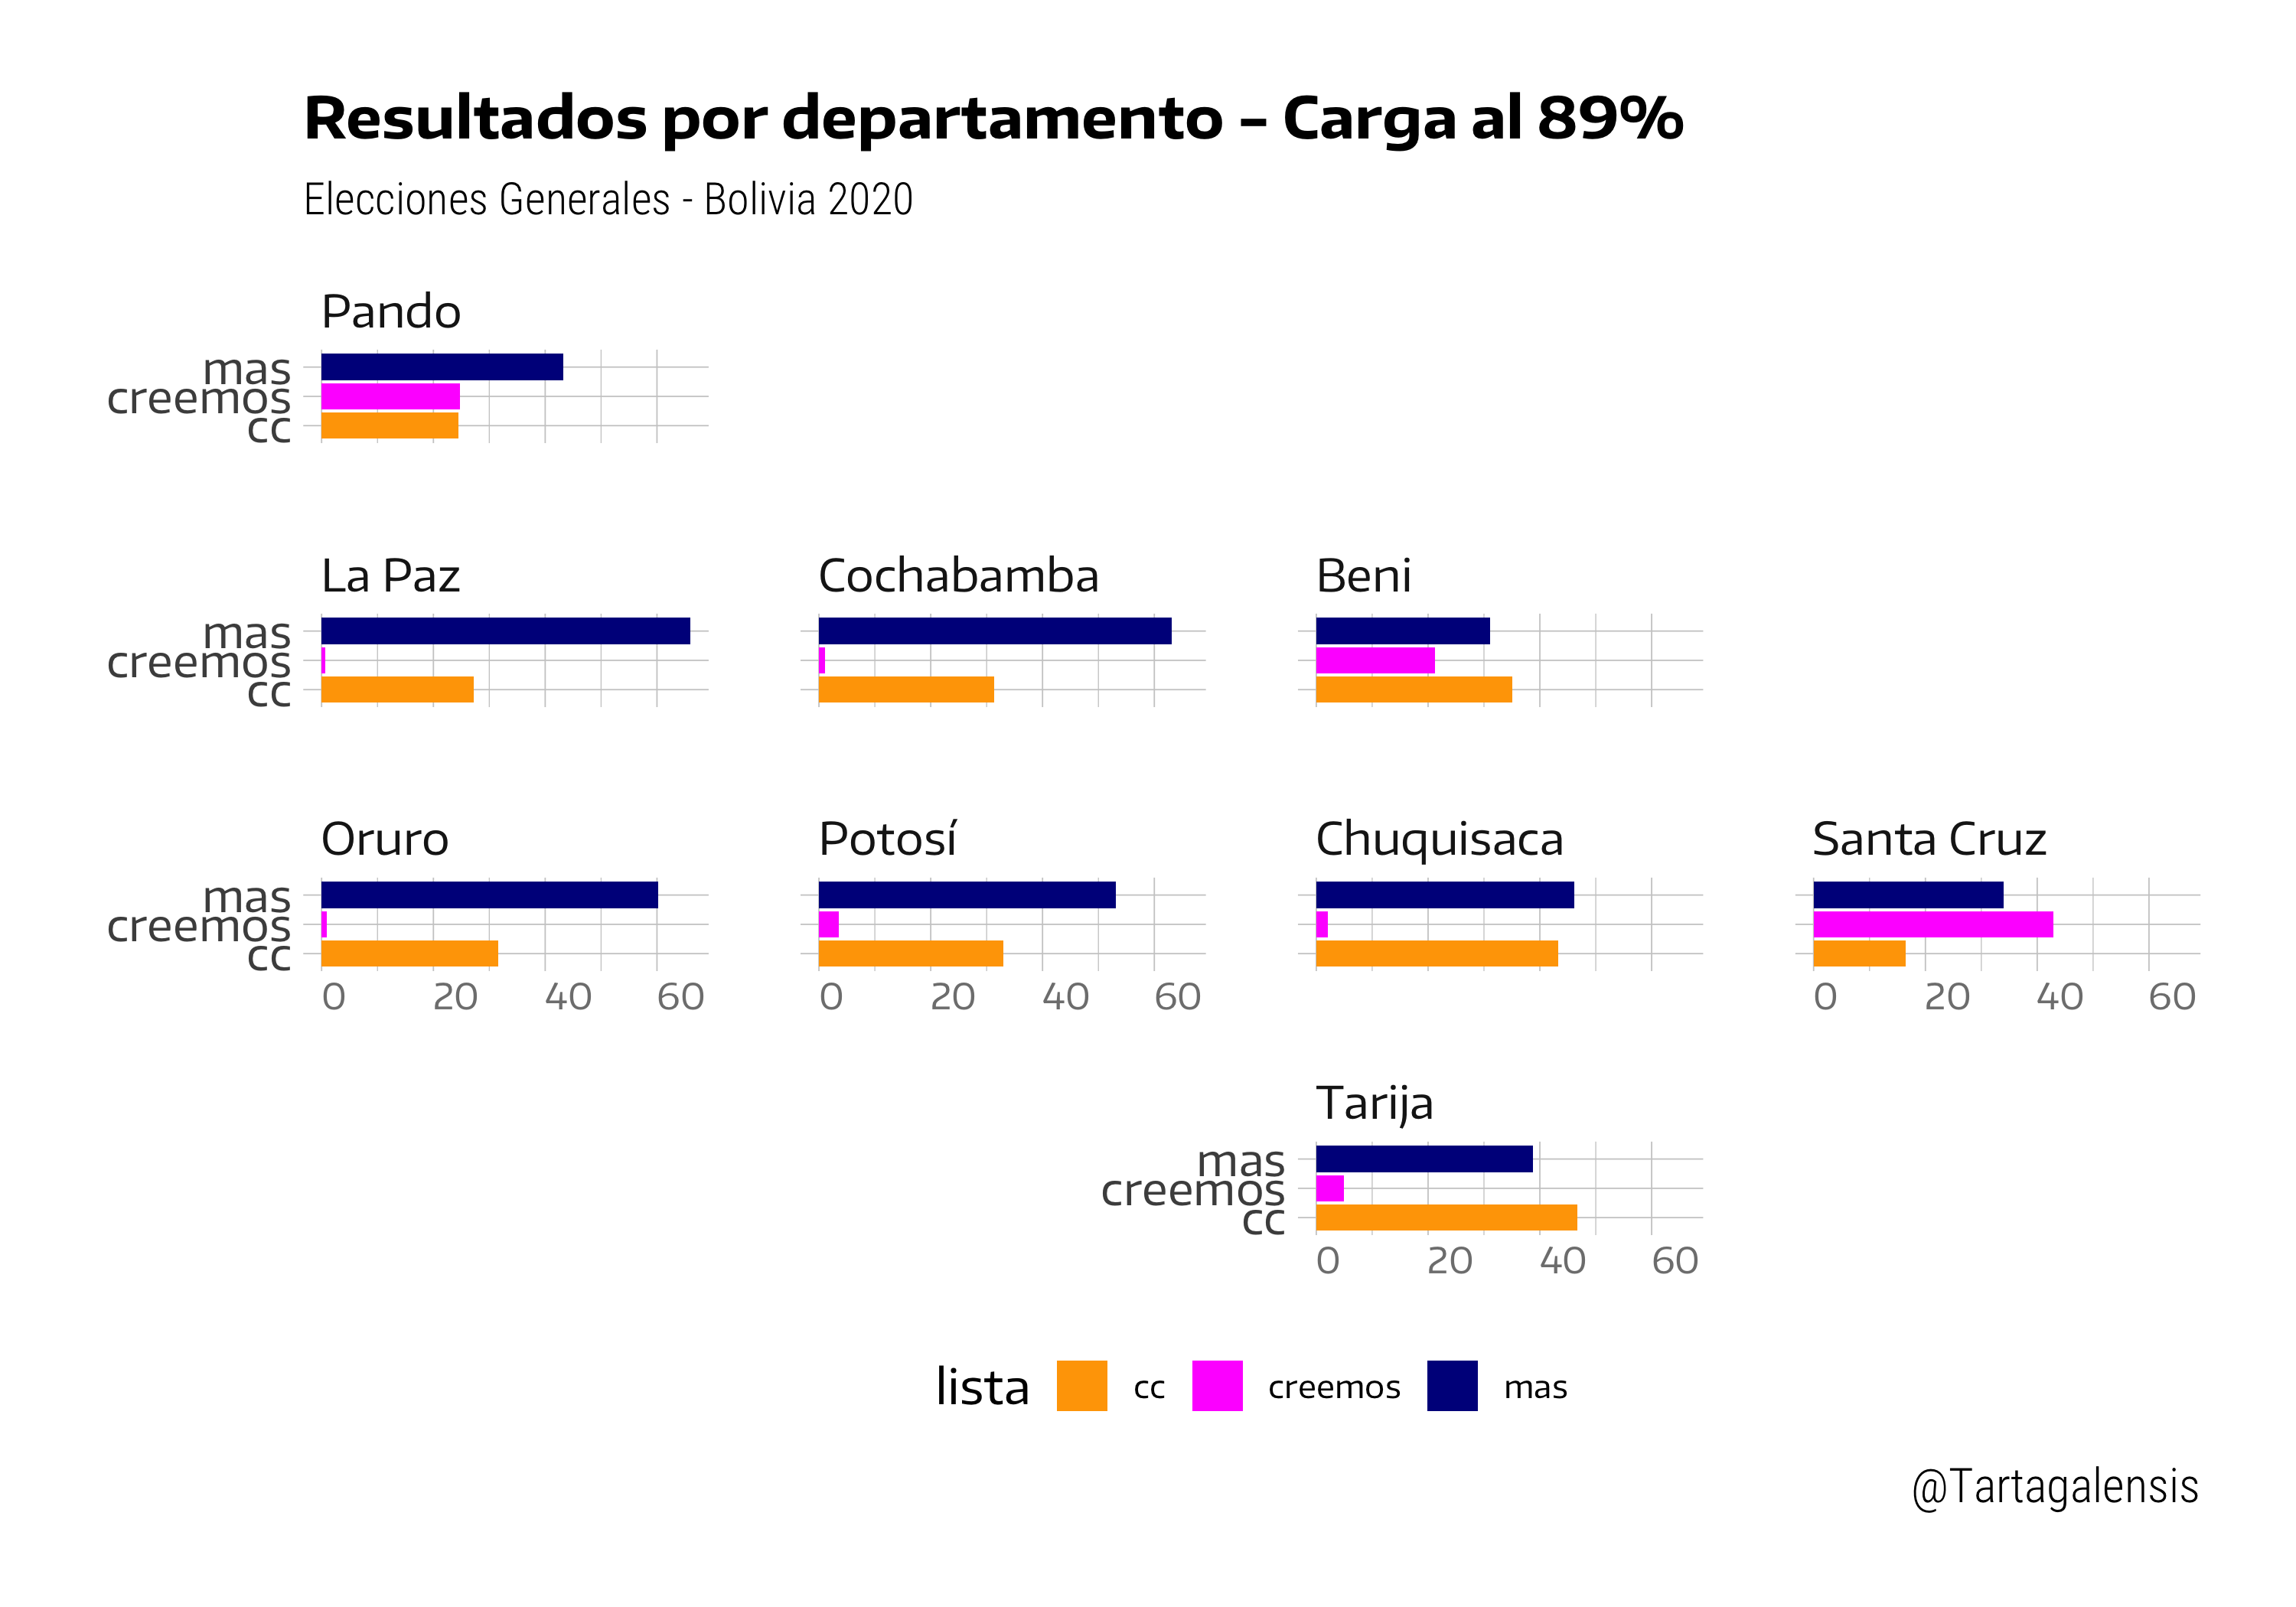 Resultados por departamento – Carga al 89%
Elecciones Generales - Bolivia 2020
Pando
mas
creemos
cc
La Paz
Cochabamba
Beni
mas
creemos
cc
Oruro
Potosí
Chuquisaca
Santa Cruz
mas
creemos
cc
0 20 40 60
0 20 40 60
0 20 40 60
Tarija
mas
creemos
cc
0 20 40 60
lista cc creemos mas
@Tartagalensis